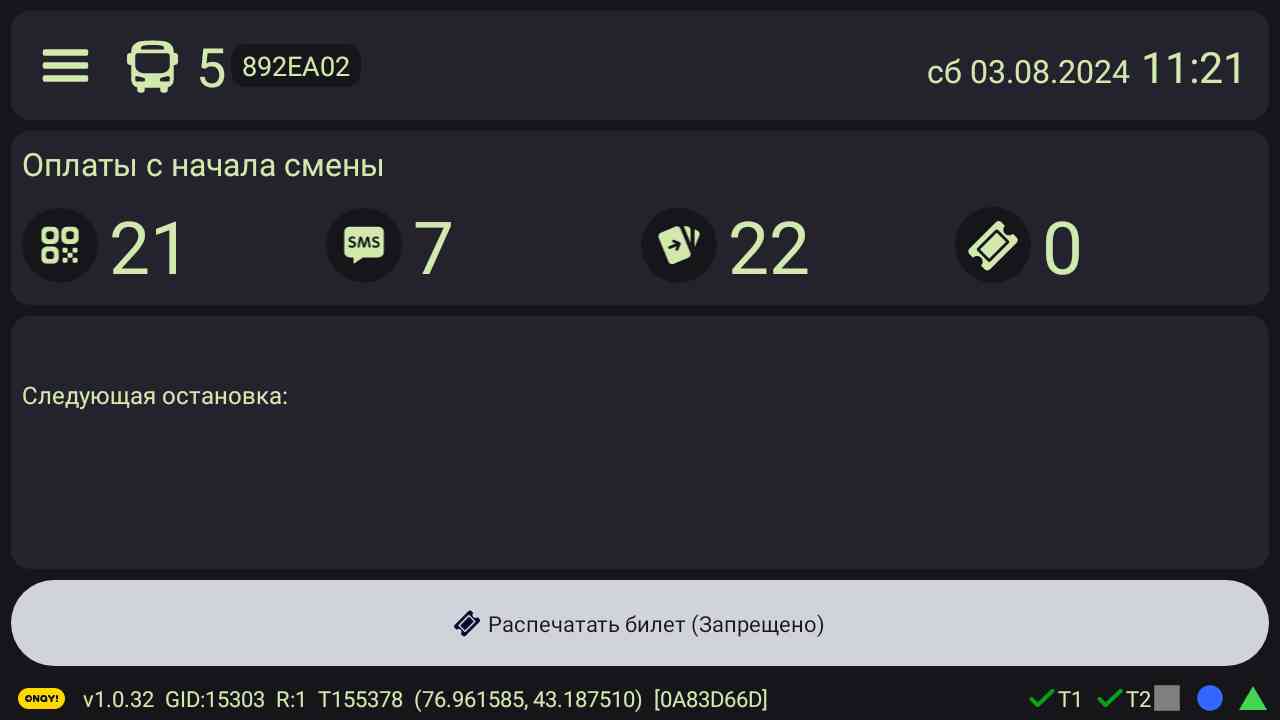 5 892EA02 сб 03.08.2024 11:21
Оплаты с начала смены
21 SMS 7 22 0
Следующая остановка:
Распечатать билет (Запрещено)
ONAY! v1.0.32 GID:15303 R:1 T155378 (76.961585, 43.187510) [0A83D66D] T1 T2